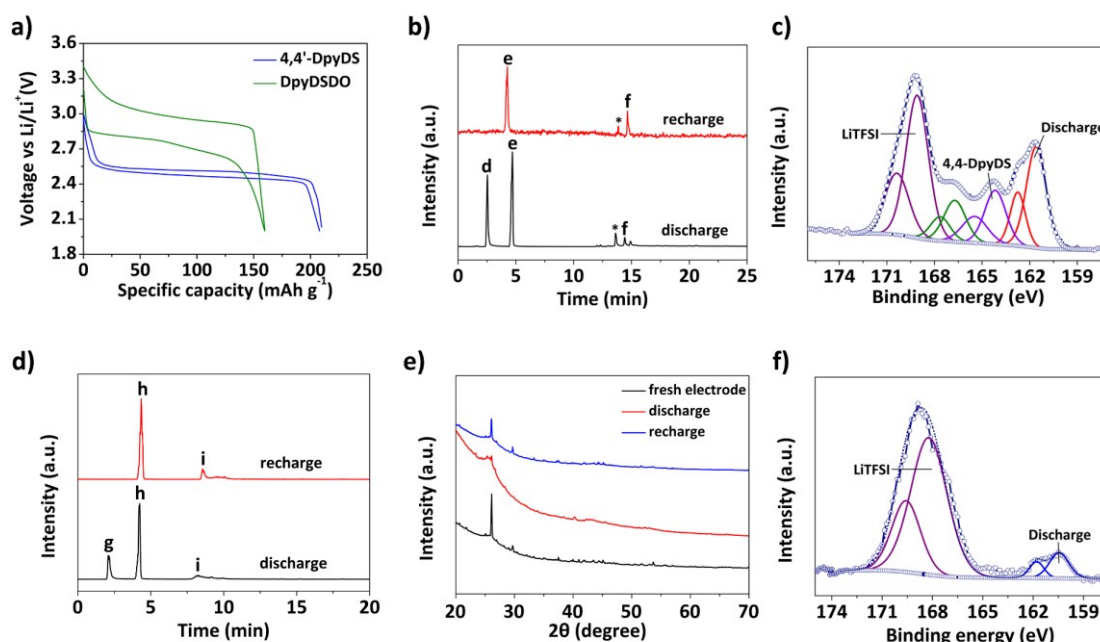 a)
3.6
3.3
3.0
2.7
2.4
2.1
1.8
Voltage vs Li/Li⁺(V)
4,4'-DpyDS
DpyDSDO
0 50 100 150 200 250
Specific capacity (mAh g⁻¹)
b)
Intensity (a.u.)
e
* f
recharge
d e
* f
discharge
0 5 10 15 20 25
Time (min)
c)
Intensity (a.u.)
LiTFSI
4,4-DpyDS
Discharge
174 171 168 165 162 159
Binding energy (eV)
d)
Intensity (a.u.)
h
i
recharge
h
g
i
discharge
0 5 10 15 20
Time (min)
e)
Intensity (a.u.)
fresh electrode
discharge
recharge
20 30 40 50 60 70
2θ (degree)
f)
Intensity (a.u.)
LiTFSI
Discharge
174 171 168 165 162 159
Binding energy (eV)